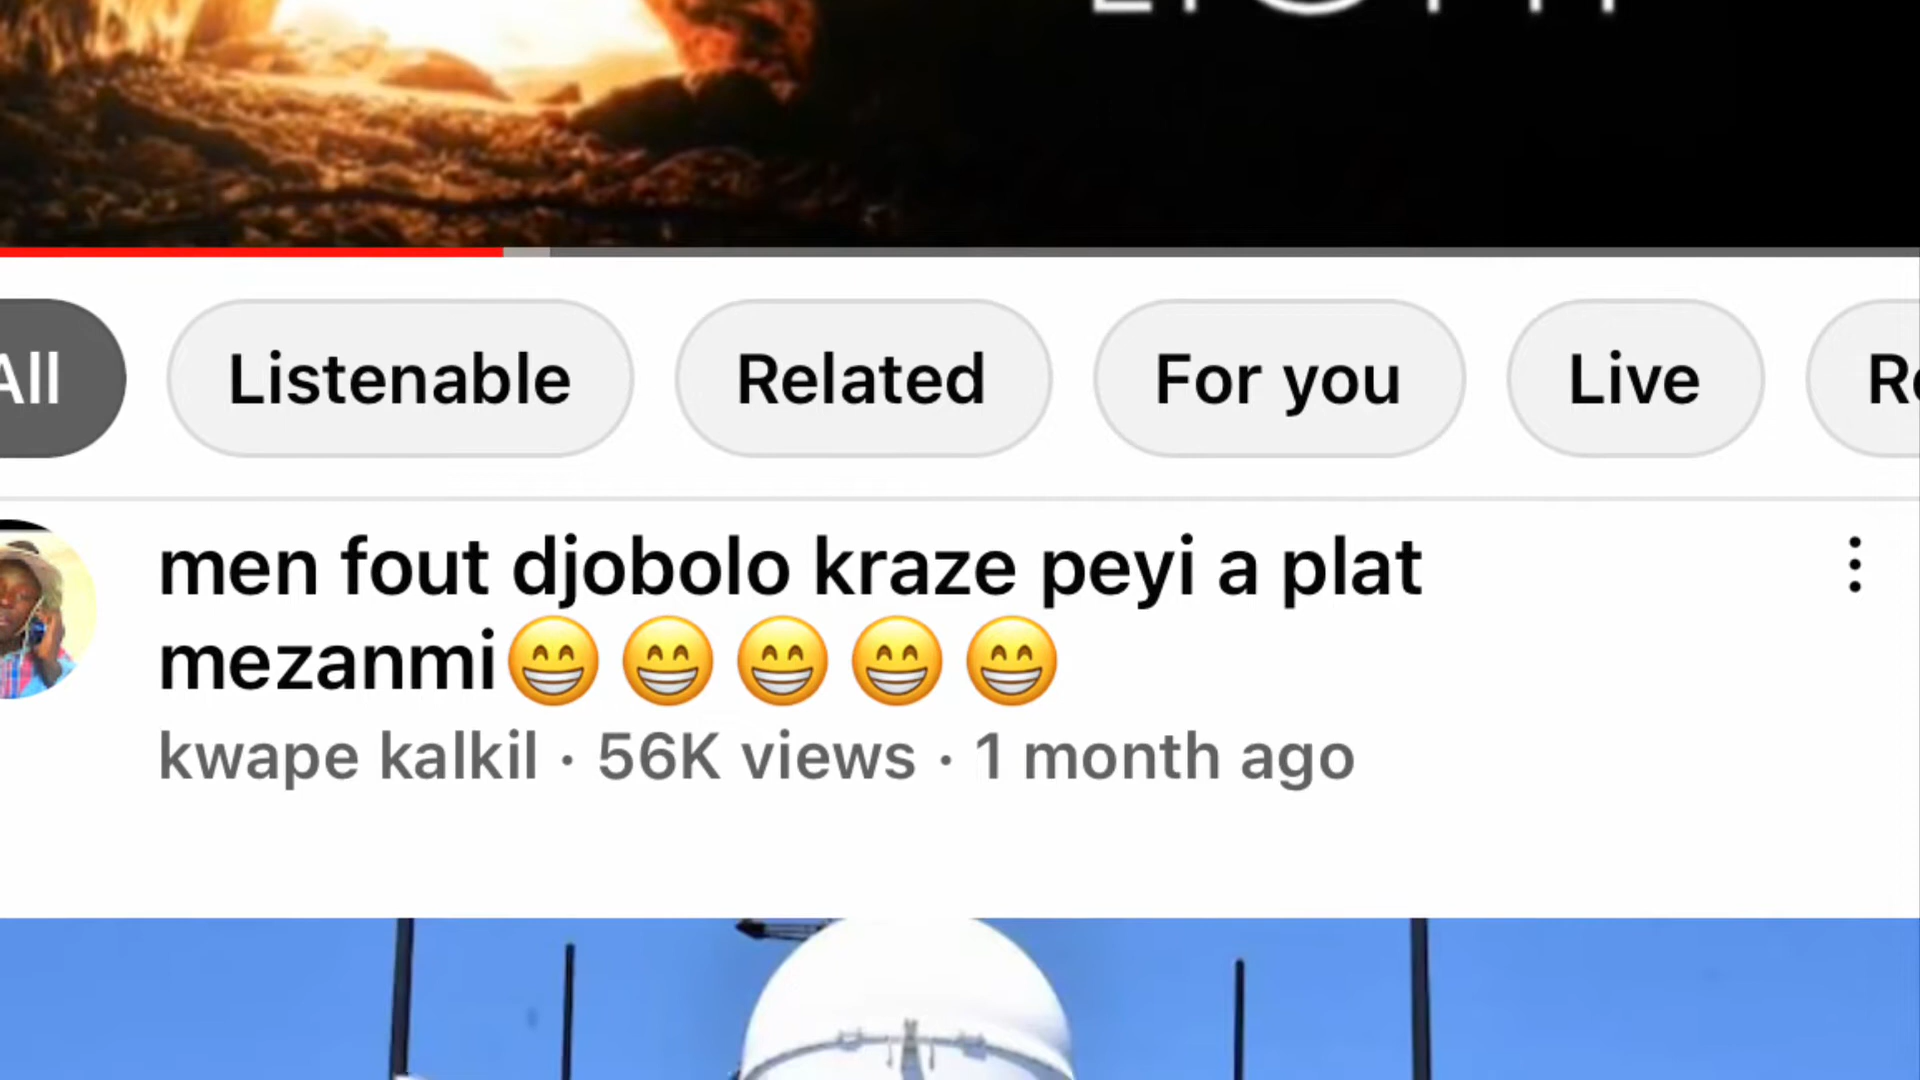 All
Listenable
Related
For you
Live
men fout djobolo kraze peyi a plat
mezanmi😁😁😁😁😁
kwape kalkil · 56K views · 1 month ago